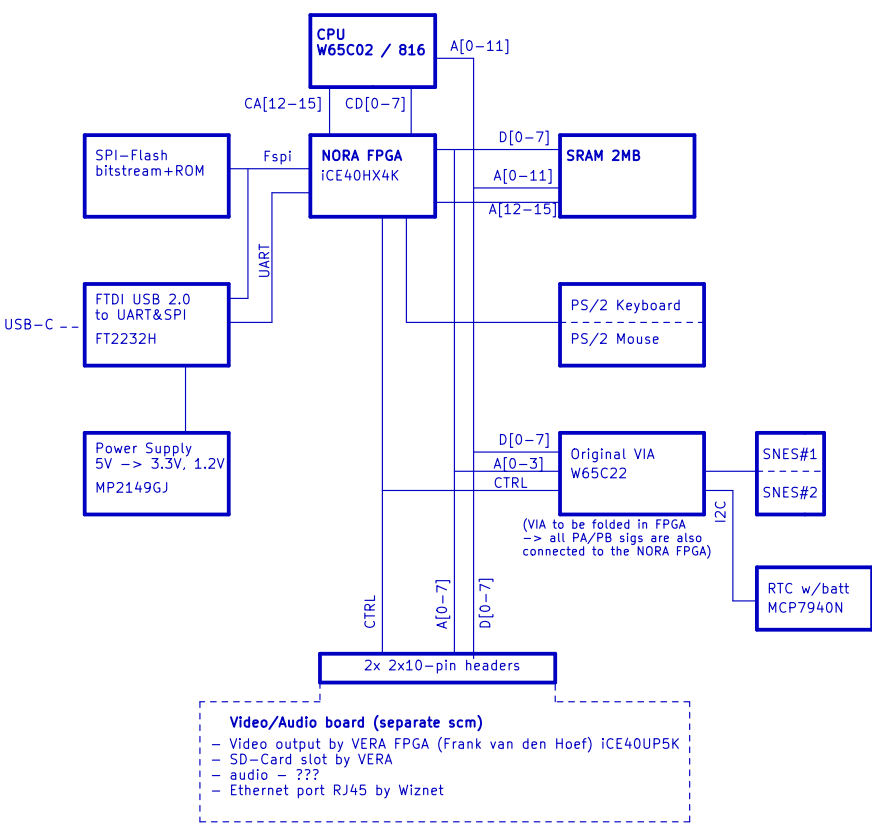 CPU
W65C02 / 816
A[0-11]
CA[12-15]
CD[0-7]
SPI-Flash
bitstream+ROM
Fspi
NORA FPGA
iCE40HX4K
D[0-7]
A[0-11]
A[12-15]
SRAM 2MB
UART
USB-C
FTDI USB 2.0
to UART&SPI
FT2232H
PS/2 Keyboard
PS/2 Mouse
Power Supply
5V -> 3.3V, 1.2V
MP2149GJ
D[0-7]
A[0-3]
CTRL
Original VIA
W65C22
SNES#1
SNES#2
I2C
(VIA to be folded in FPGA
-> all PA/PB sigs are also
connected to the NORA FPGA)
RTC w/batt
MCP7940N
CTRL
A[0-7]
D[0-7]
2x 2x10-pin headers
Video/Audio board (separate scm)
- Video output by VERA FPGA (Frank van den Hoef) iCE40UP5K
- SD-Card slot by VERA
- audio - ???
- Ethernet port RJ45 by Wiznet